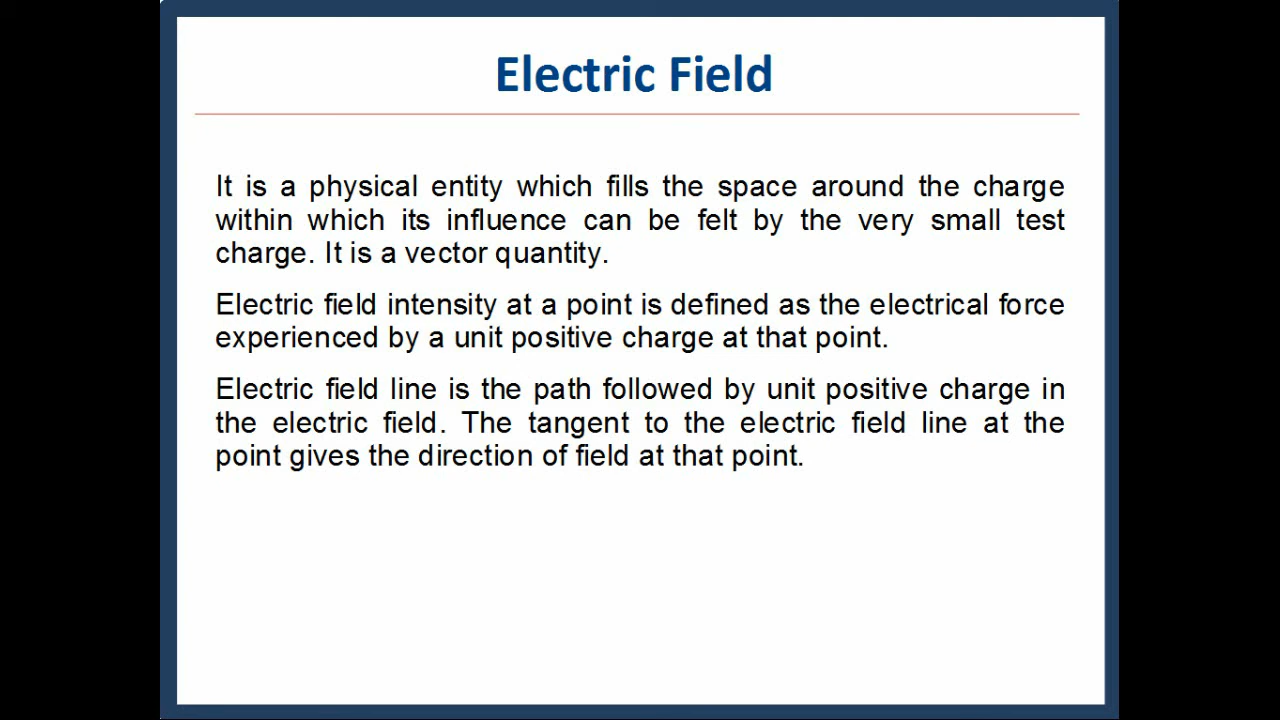 Electric Field
It is a physical entity which fills the space around the charge
within which its influence can be felt by the very small test
charge. It is a vector quantity.
Electric field intensity at a point is defined as the electrical force
experienced by a unit positive charge at that point.
Electric field line is the path followed by unit positive charge in
the electric field. The tangent to the electric field line at the
point gives the direction of field at that point.